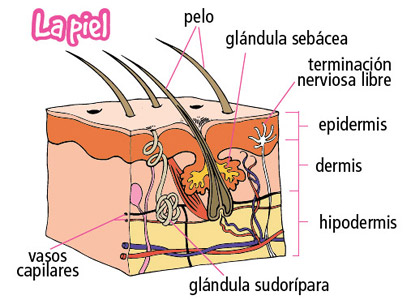 La piel
pelo
glándula sebácea
terminación
nerviosa libre
epidermis
dermis
hipodermis
vasos
capilares
glándula sudorípara